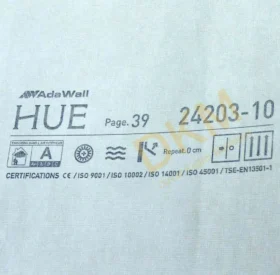 AdaWall
HUE Page. 39 24203-10
A Repeat. 0 cm
CERTIFICATIONS CE / ISO 9001 / ISO 10002 / ISO 14001 / ISO 45001 / TSE-EN13501-1